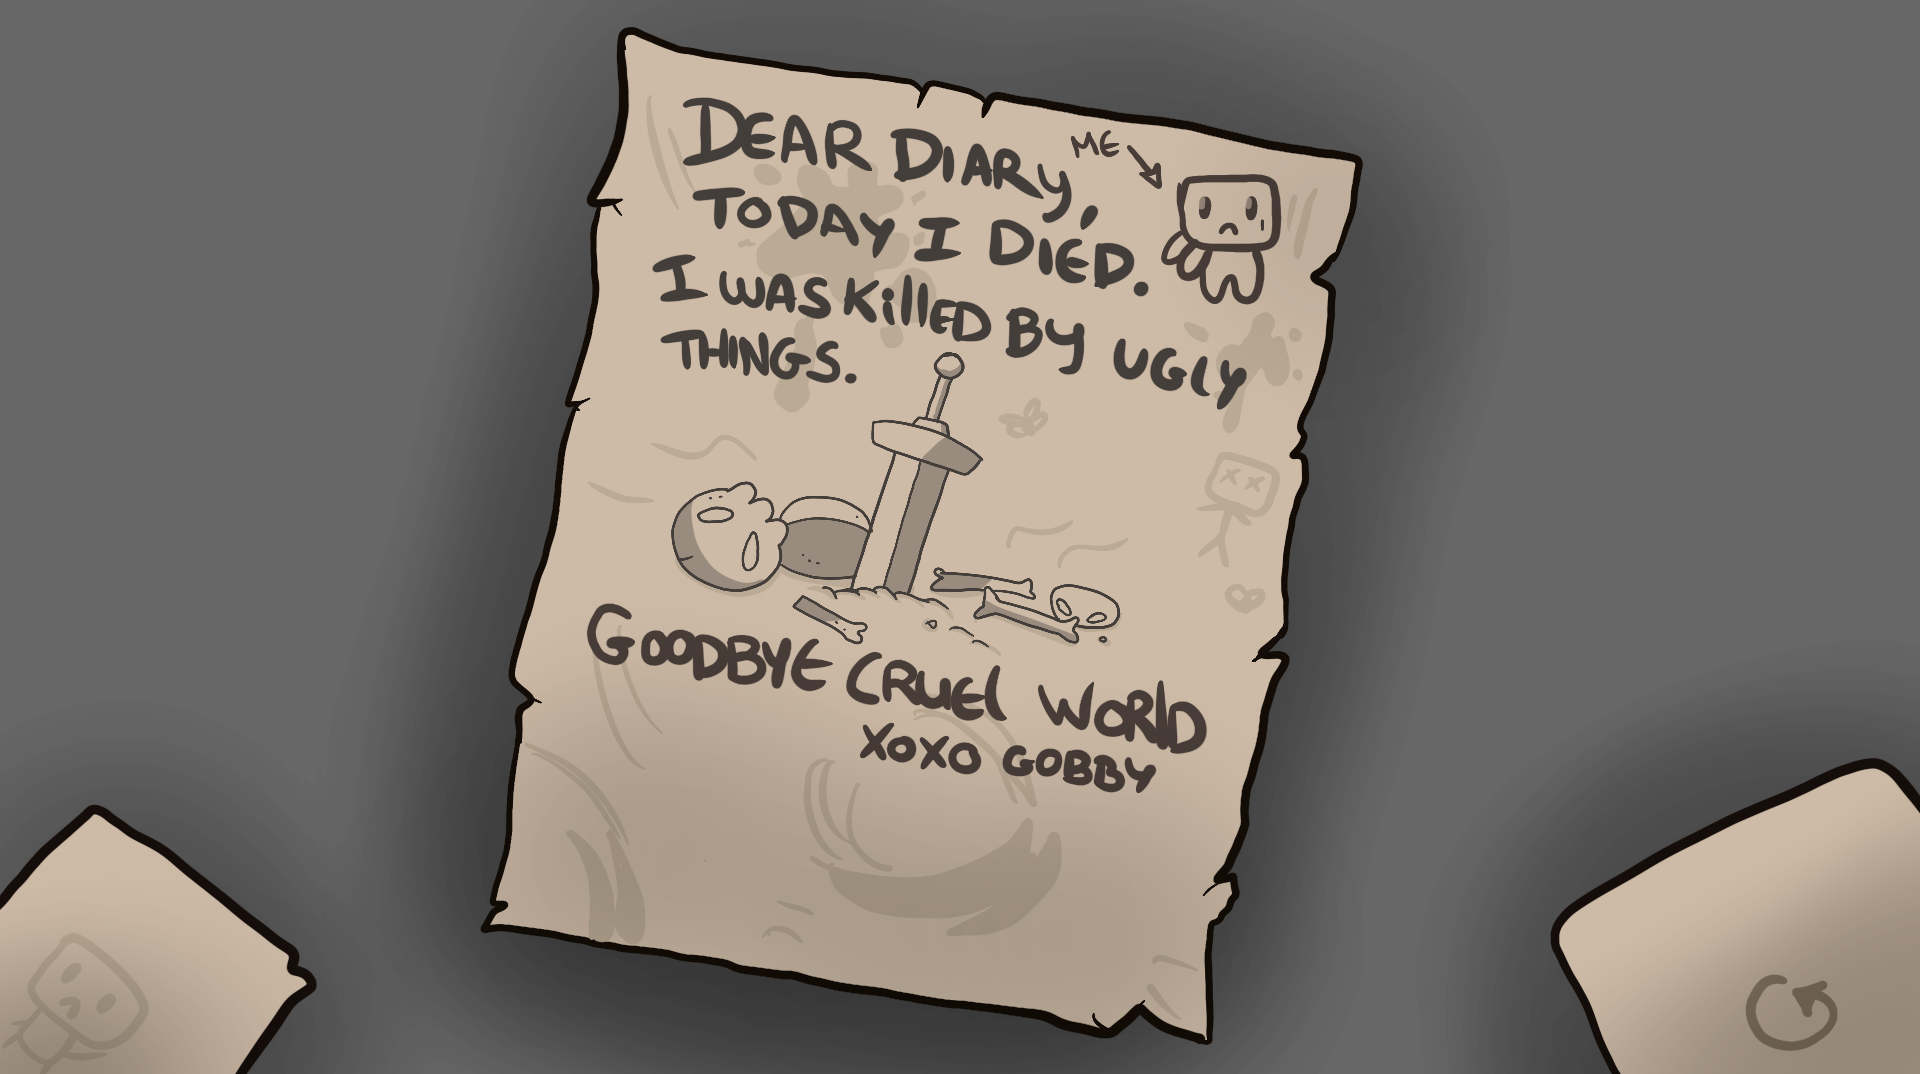 DEAR DIARY,
ME
TODAY I DIED.
I WAS KillED BY UGLY
THINGS.
GOODBYE CRUEl WORlD
XOXO GOBBY